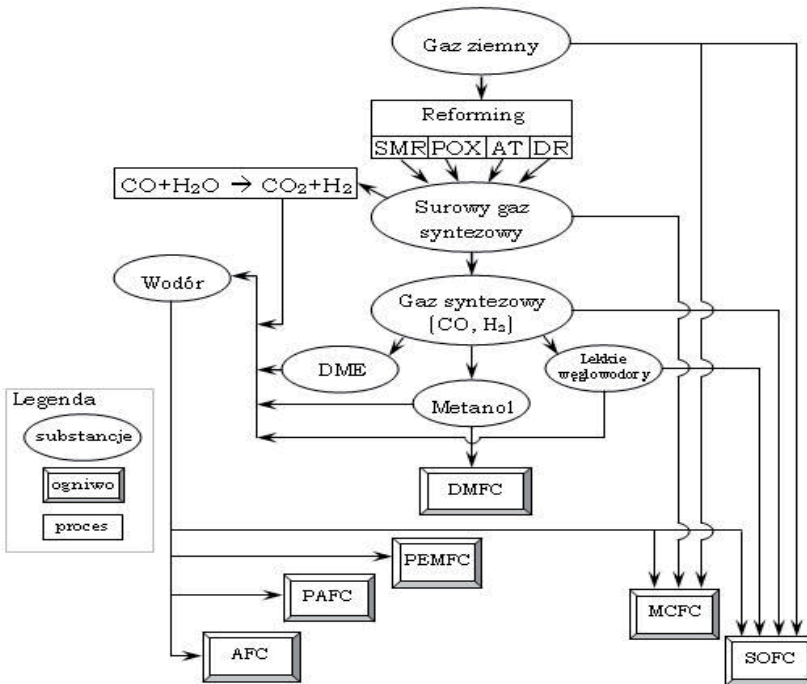 Gaz ziemny
Reforming
SMR POX AT DR
CO+H₂O → CO₂+H₂
Surowy gaz
syntezowy
Wodór
Gaz syntezowy
(CO, H₂)
DME
Lekkie
węglowodory
Metanol
Legenda
substancje
ogniwo
proces
DMFC
PEMFC
PAFC
MCFC
AFC
SOFC